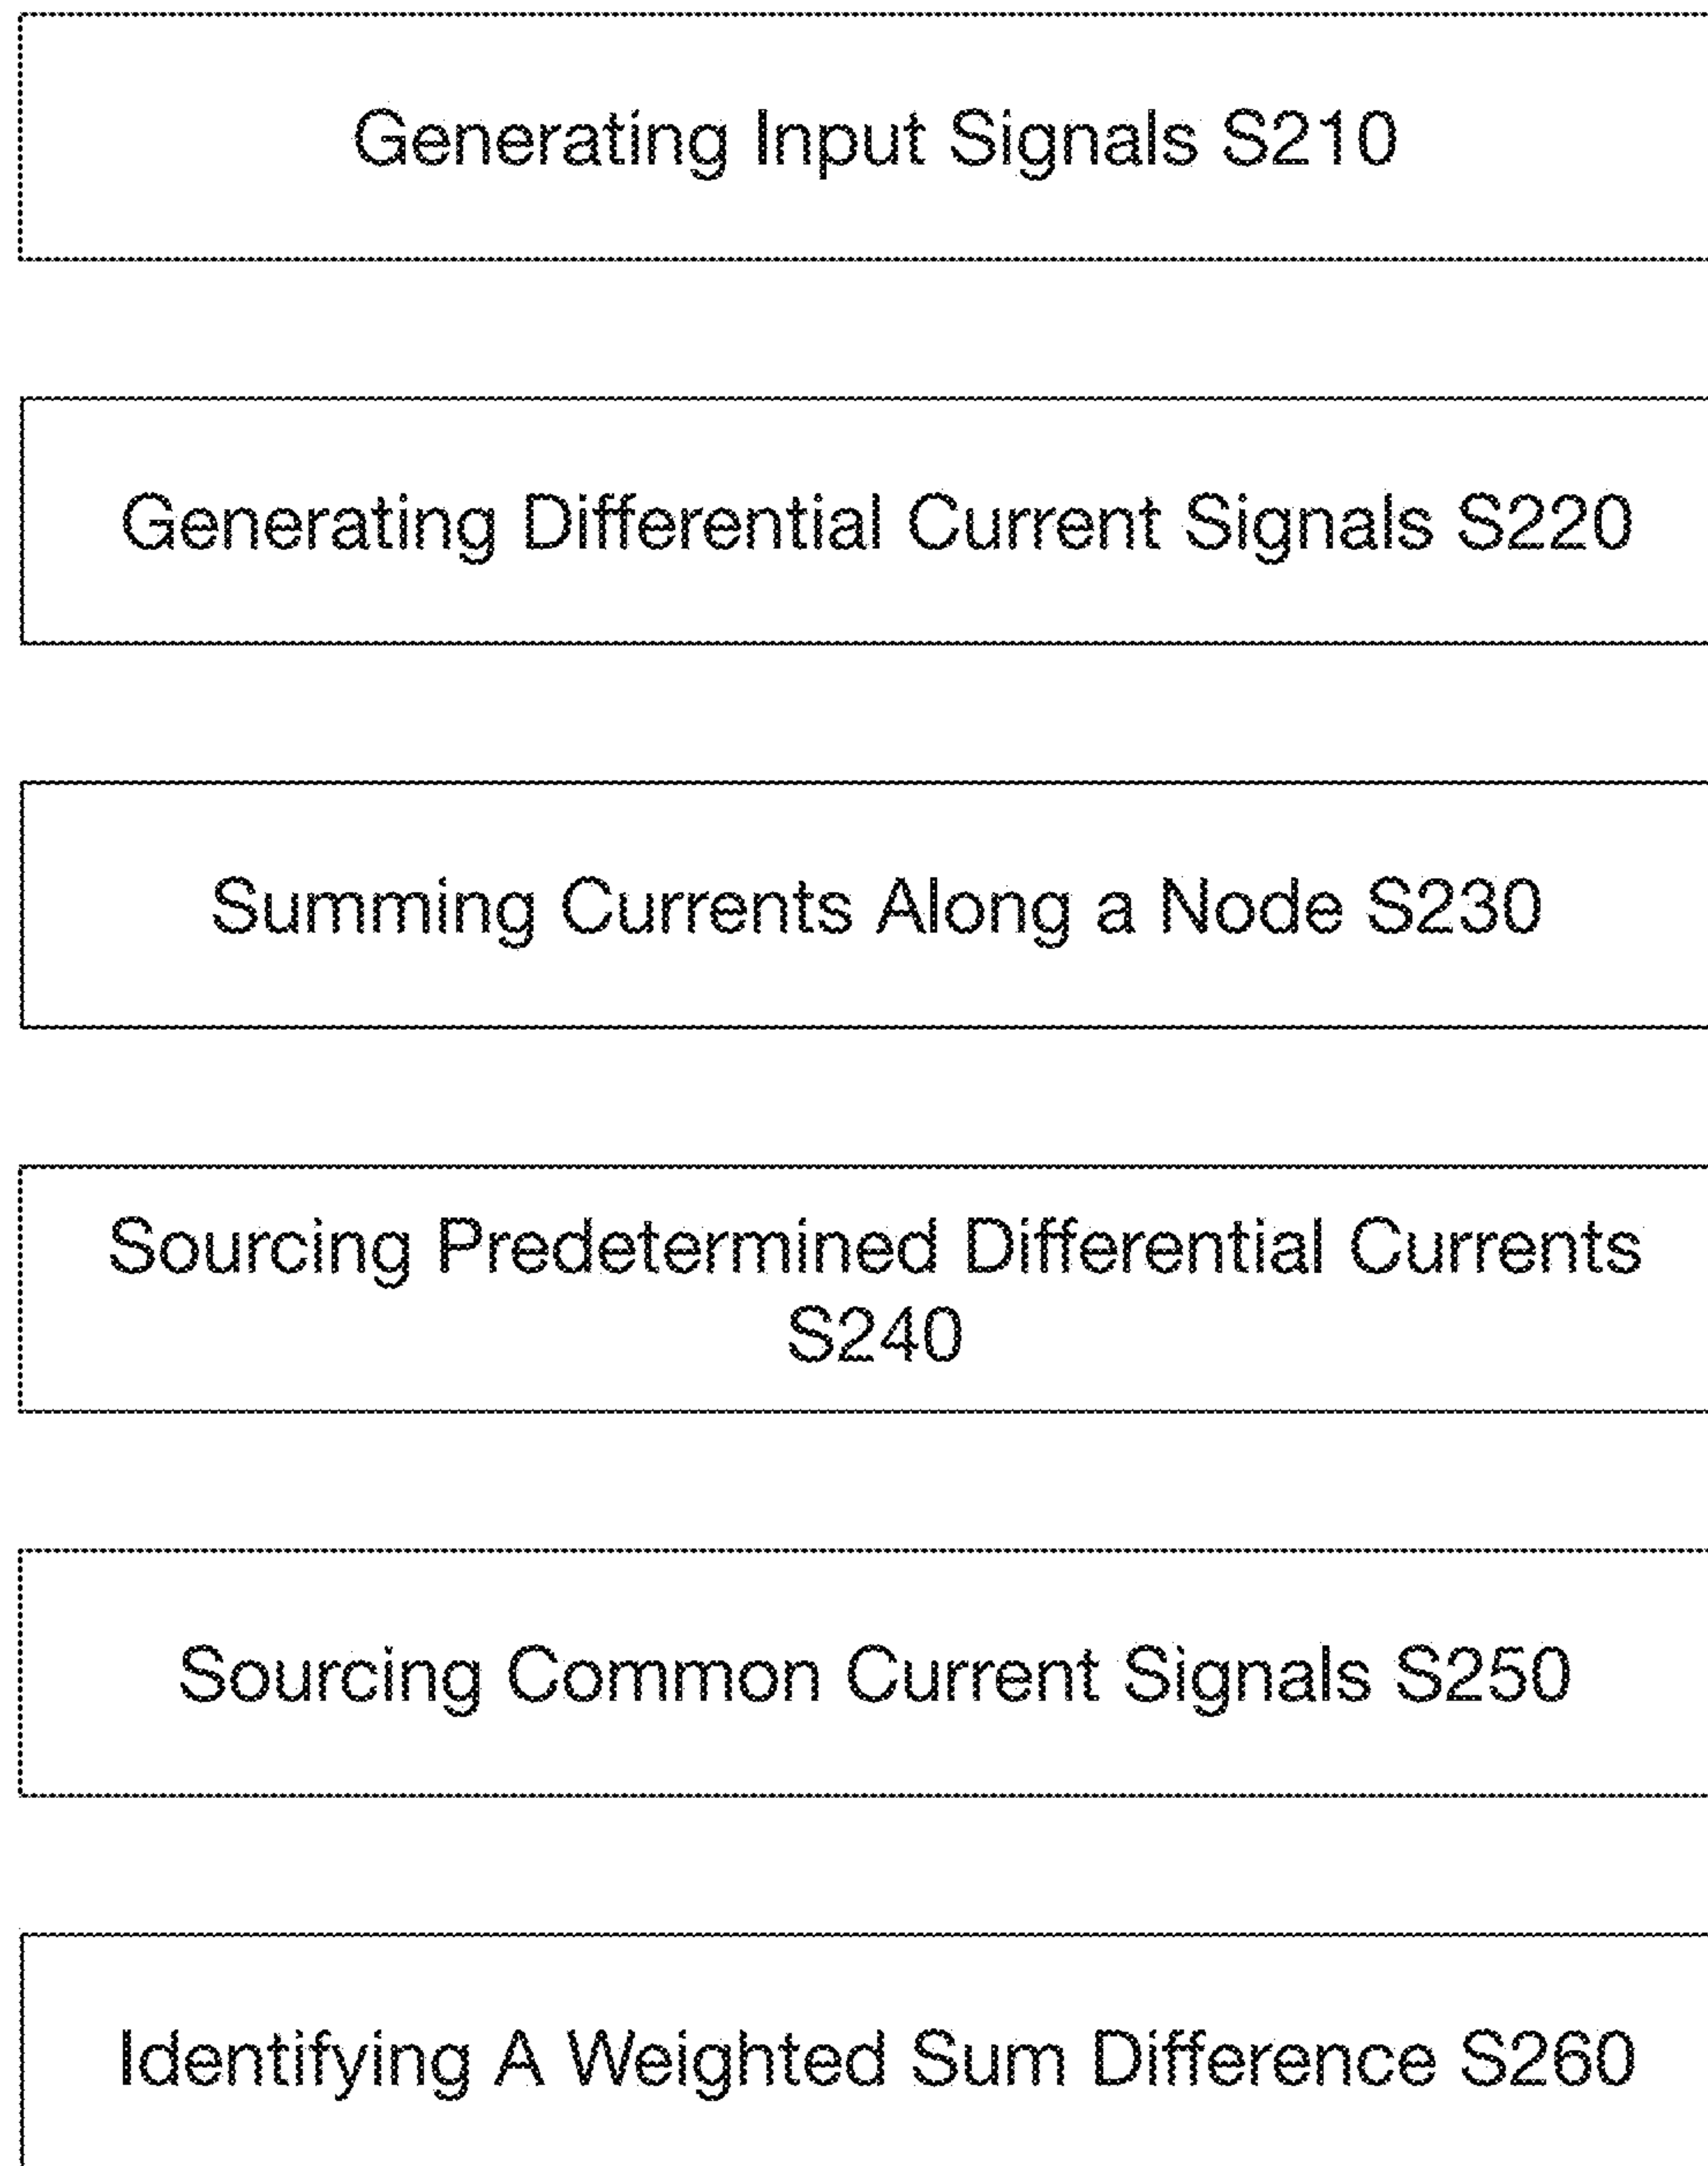 Generating Input Signals S210
Generating Differential Current Signals S220
Summing Currents Along a Node S230
Sourcing Predetermined Differential Currents
S240
Sourcing Common Current Signals S250
Identifying A Weighted Sum Difference S260